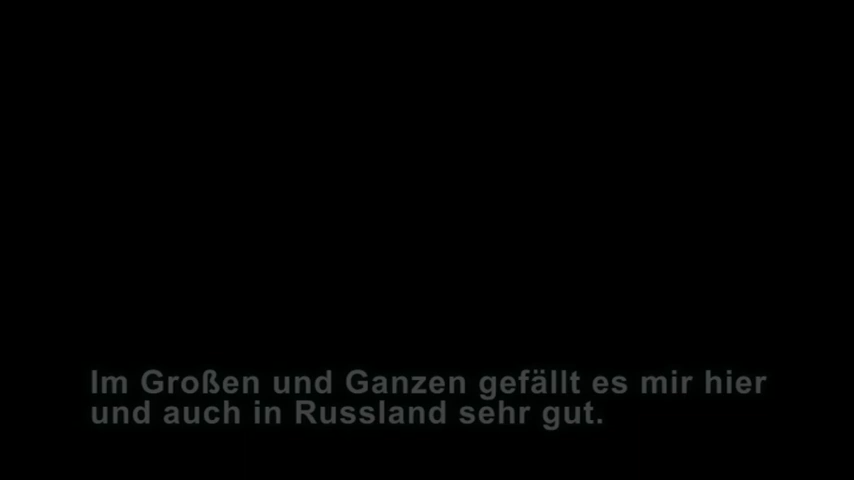 Im Großen und Ganzen gefällt es mir hier
und auch in Russland sehr gut.